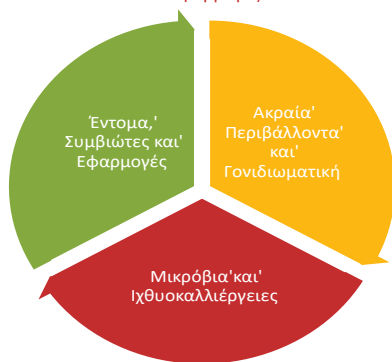 Έντομα,'
Συμβιώτες και'
Εφαρμογές
Ακραία'
Περιβάλλοντα'
και'
Γονιδιωματική
Μικρόβια'και'
Ιχθυοκαλλιέργειες